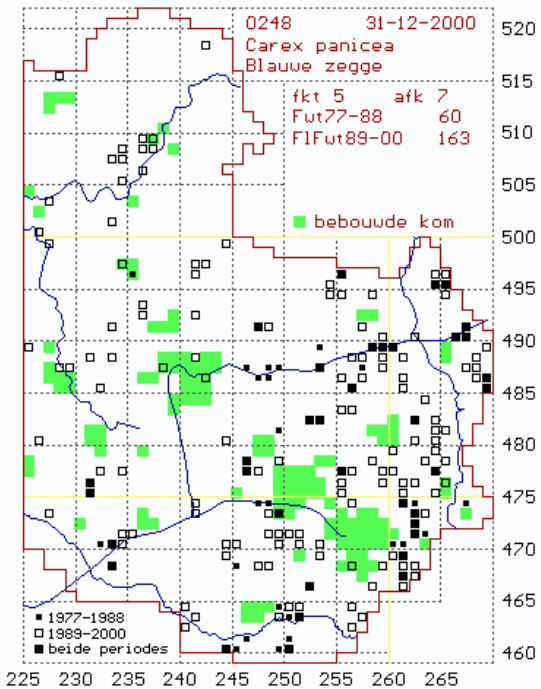 0248 31-12-2000
Carex panicea
Blauwe zegge
fkt 5 afk 7
Fut77-88 60
FlFut89-00 163
bebouwde kom
520
515
510
505
500
495
490
485
480
475
470
465
460
1977-1988
1989-2000
beide periodes
225 230 235 240 245 250 255 260 265